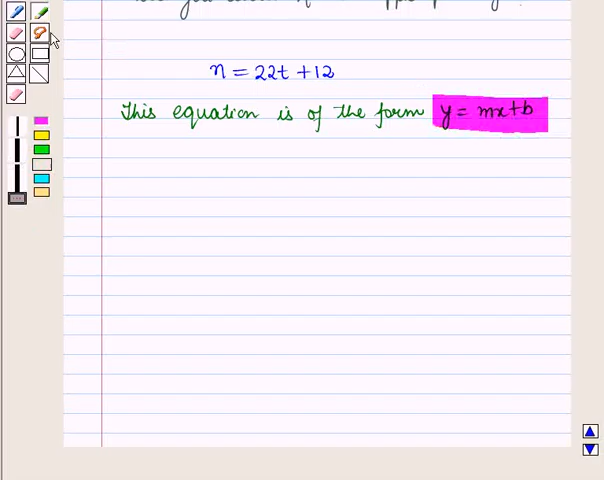 n = 22t + 12
This equation is of the form y = mx+b